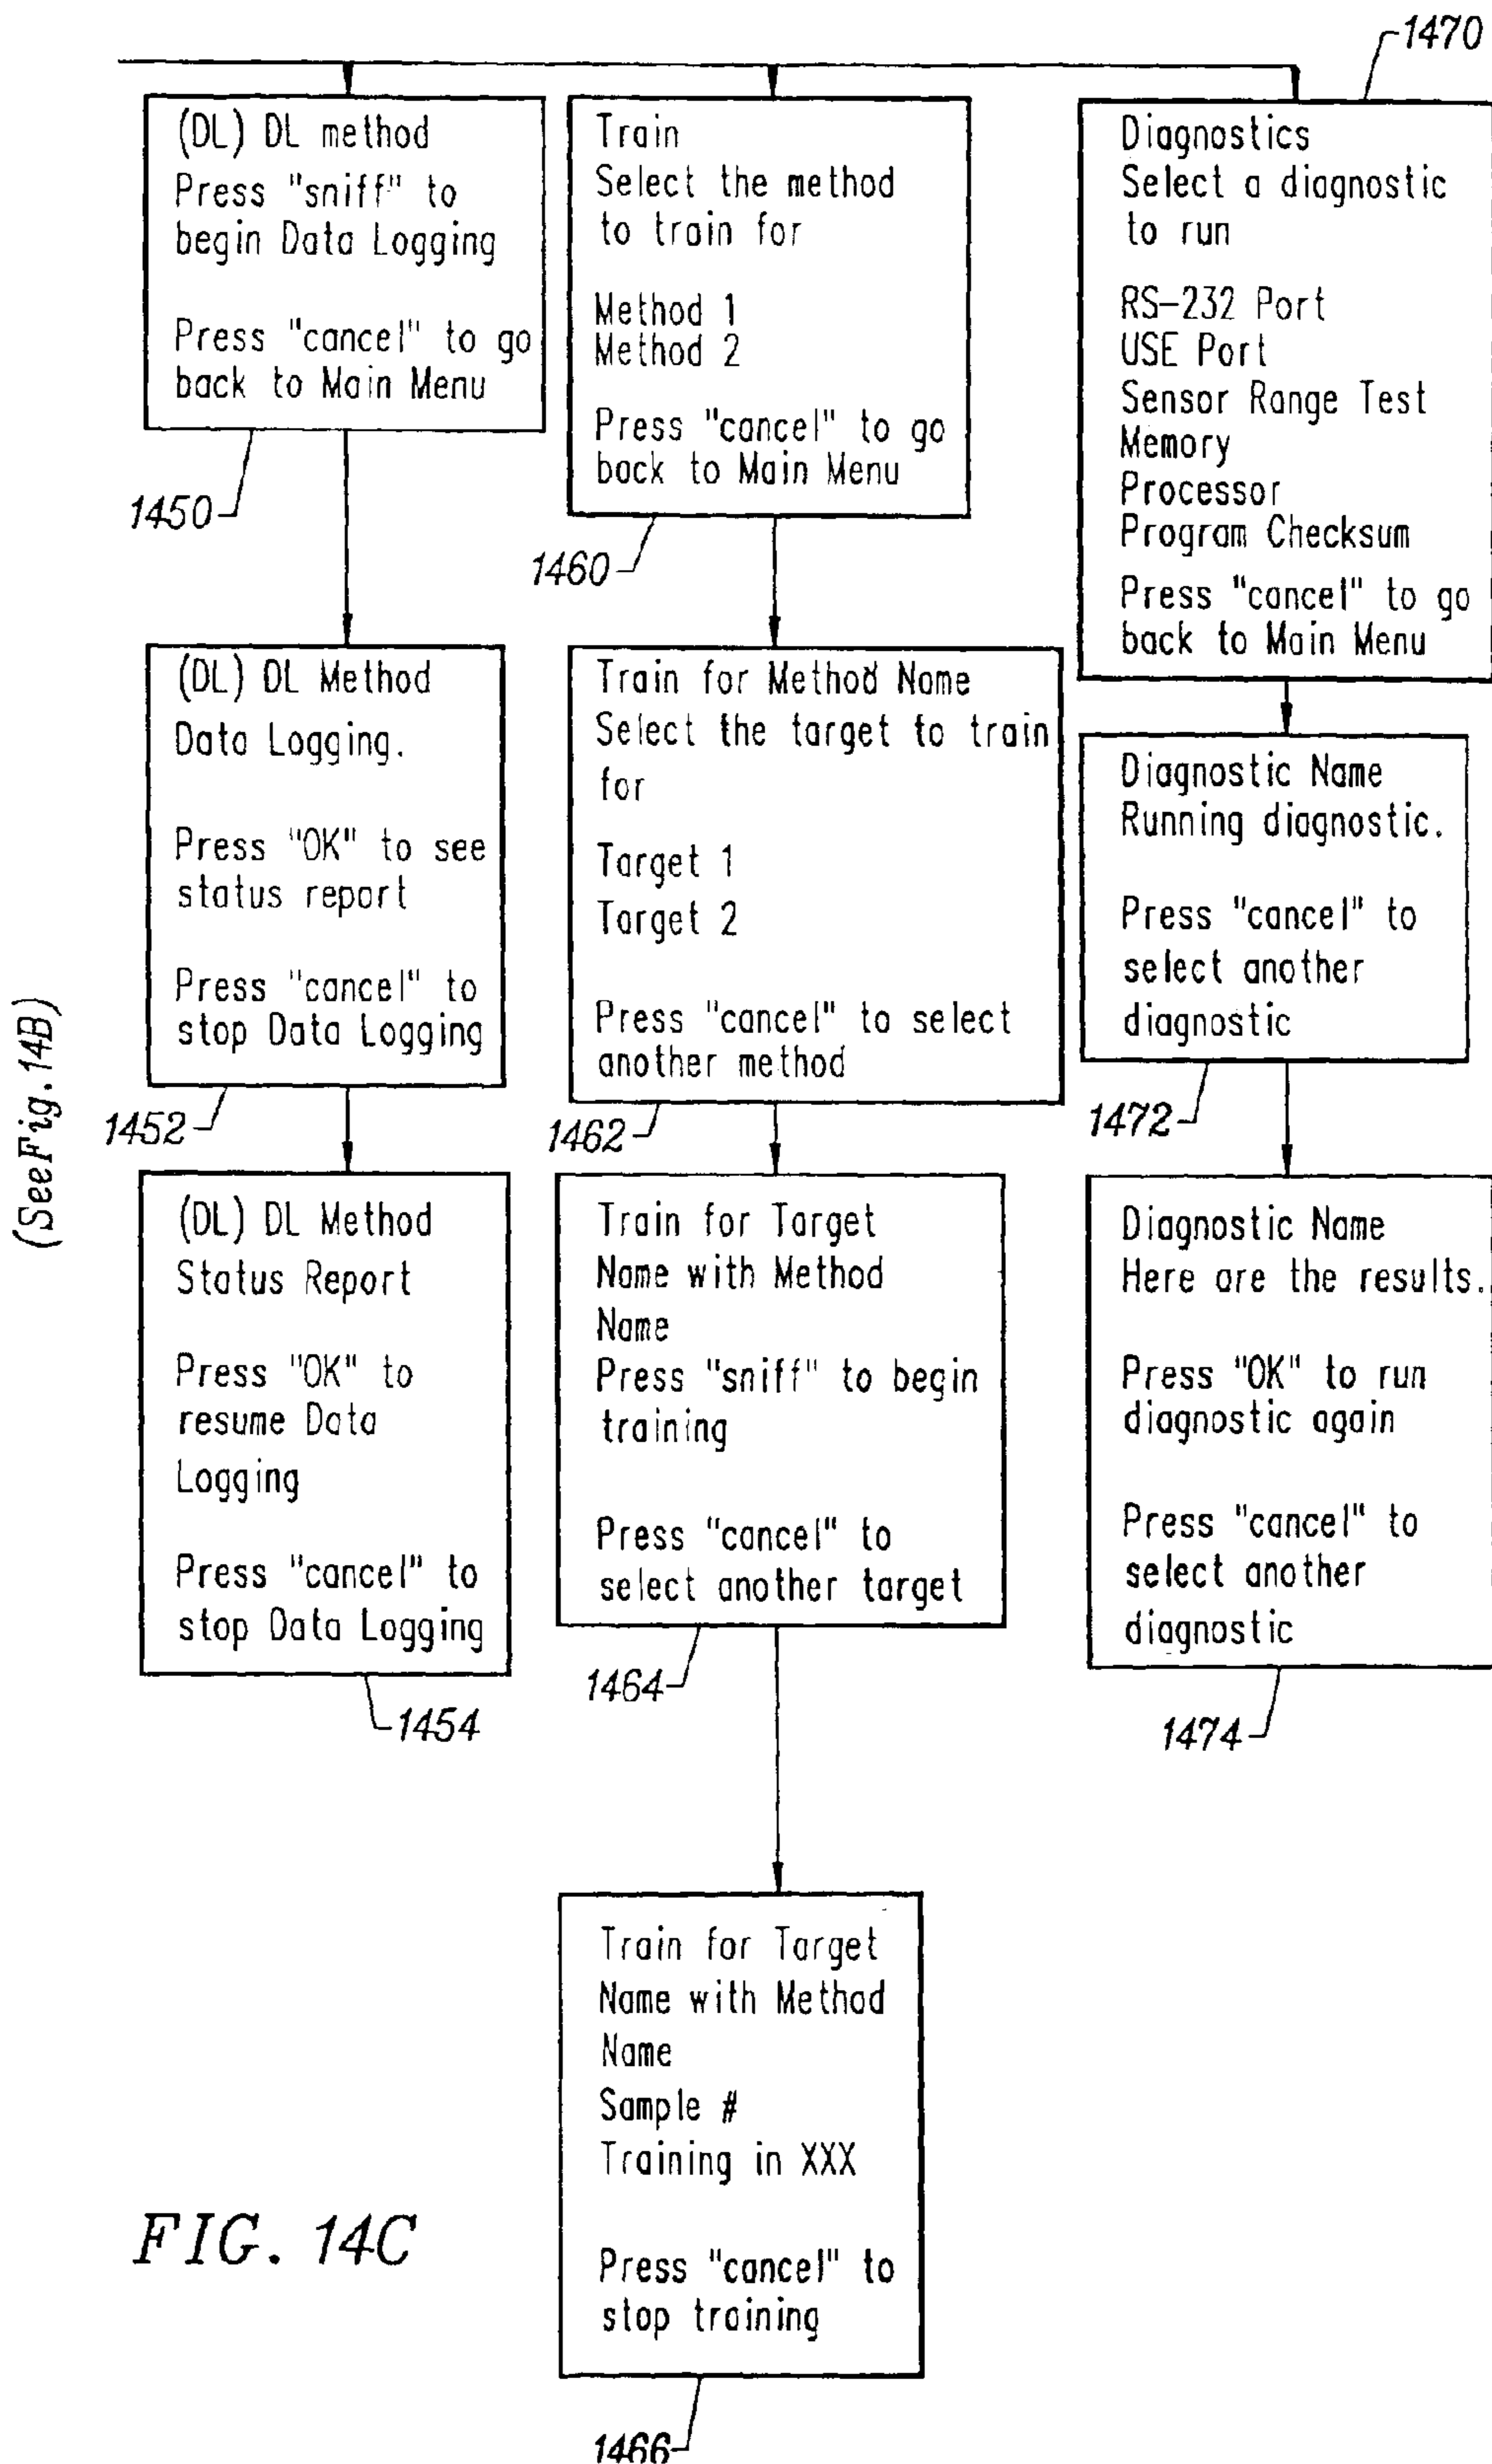 1470
(DL) DL method
Press "sniff" to
begin Data Logging
Press "cancel" to go
back to Main Menu
1450
Train
Select the method
to train for
Method 1
Method 2
Press "cancel" to go
back to Main Menu
1460
Diagnostics
Select a diagnostic
to run
RS-232 Port
USE Port
Sensor Range Test
Memory
Processor
Program Checksum
Press "cancel" to go
back to Main Menu
(DL) DL Method
Data Logging.
Press "OK" to see
status report
Press "cancel" to
stop Data Logging
1452
Train for Method Name
Select the target to train
for
Target 1
Target 2
Press "cancel" to select
another method
1462
Diagnostic Name
Running diagnostic.
Press "cancel" to
select another
diagnostic
1472
(See Fig. 14B)
(DL) DL Method
Status Report
Press "OK" to
resume Data
Logging
Press "cancel" to
stop Data Logging
1454
Train for Target
Name with Method
Name
Press "sniff" to begin
training
Press "cancel" to
select another target
1464
Diagnostic Name
Here are the results.
Press "OK" to run
diagnostic again
Press "cancel" to
select another
diagnostic
1474
Train for Target
Name with Method
Name
Sample #
Training in XXX
Press "cancel" to
stop training
1466
FIG. 14C